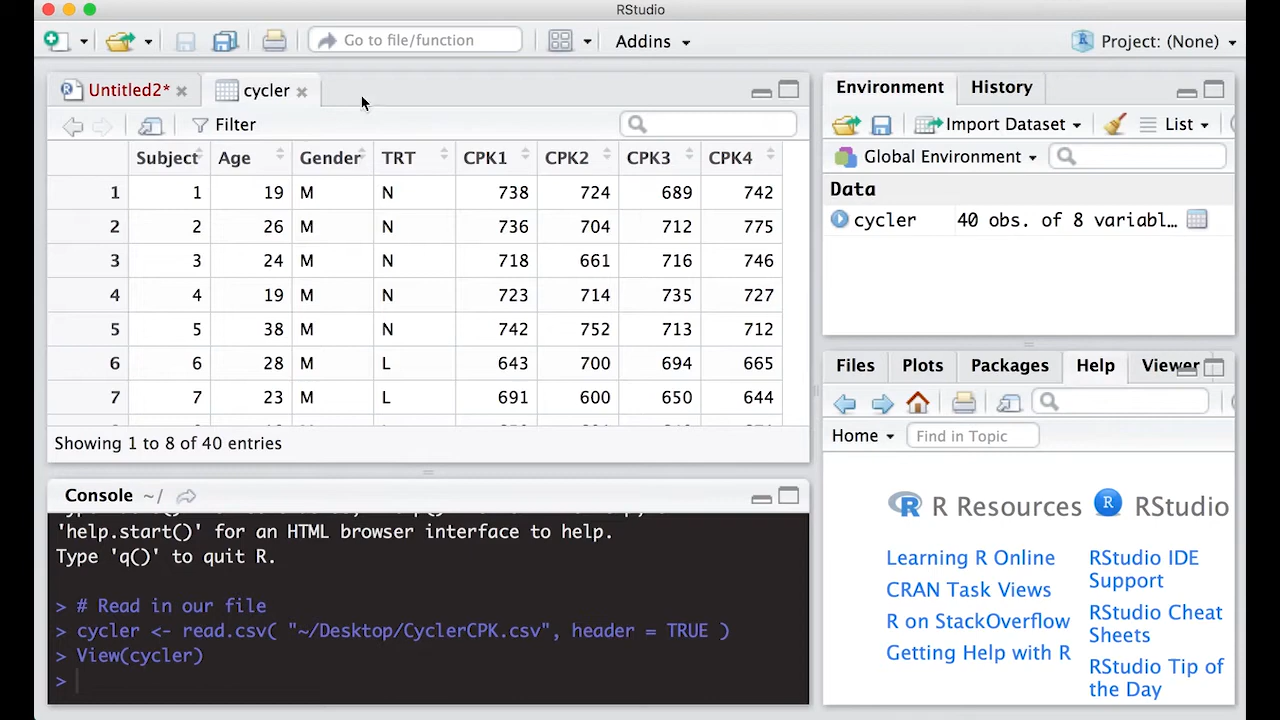 RStudio
Go to file/function
Addins
Project: (None)
Untitled2*
cycler
Filter
Subject Age Gender TRT CPK1 CPK2 CPK3 CPK4
1 1 19 M N 738 724 689 742
2 2 26 M N 736 704 712 775
3 3 24 M N 718 661 716 746
4 4 19 M N 723 714 735 727
5 5 38 M N 742 752 713 712
6 6 28 M L 643 700 694 665
7 7 23 M L 691 600 650 644
Showing 1 to 8 of 40 entries
Console ~/
'help.start()' for an HTML browser interface to help.
Type 'q()' to quit R.
> # Read in our file
> cycler <- read.csv( "~/Desktop/CyclerCPK.csv", header = TRUE )
> View(cycler)
>
Environment History
Import Dataset List
Global Environment
Data
cycler 40 obs. of 8 variabl…
Files Plots Packages Help Viewer
Home Find in Topic
R Resources
Learning R Online
CRAN Task Views
R on StackOverflow
Getting Help with R
RStudio
RStudio IDE
Support
RStudio Cheat
Sheets
RStudio Tip of
the Day